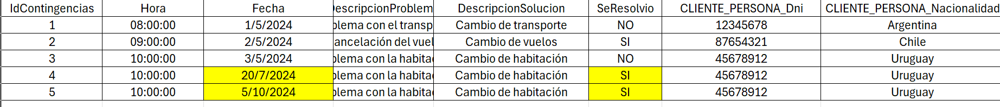 IdContingencias Hora Fecha DescripcionProblem DescripcionSolucion SeResolvio CLIENTE_PERSONA_Dni CLIENTE_PERSONA_Nacionalidad
1 08:00:00 1/5/2024 blema con el transp Cambio de transporte NO 12345678 Argentina
2 09:00:00 2/5/2024 ancelación del vuel Cambio de vuelos SI 87654321 Chile
3 10:00:00 3/5/2024 blema con la habita Cambio de habitación NO 45678912 Uruguay
4 10:00:00 20/7/2024 blema con la habita Cambio de habitación SI 45678912 Uruguay
5 10:00:00 5/10/2024 blema con la habita Cambio de habitación SI 45678912 Uruguay